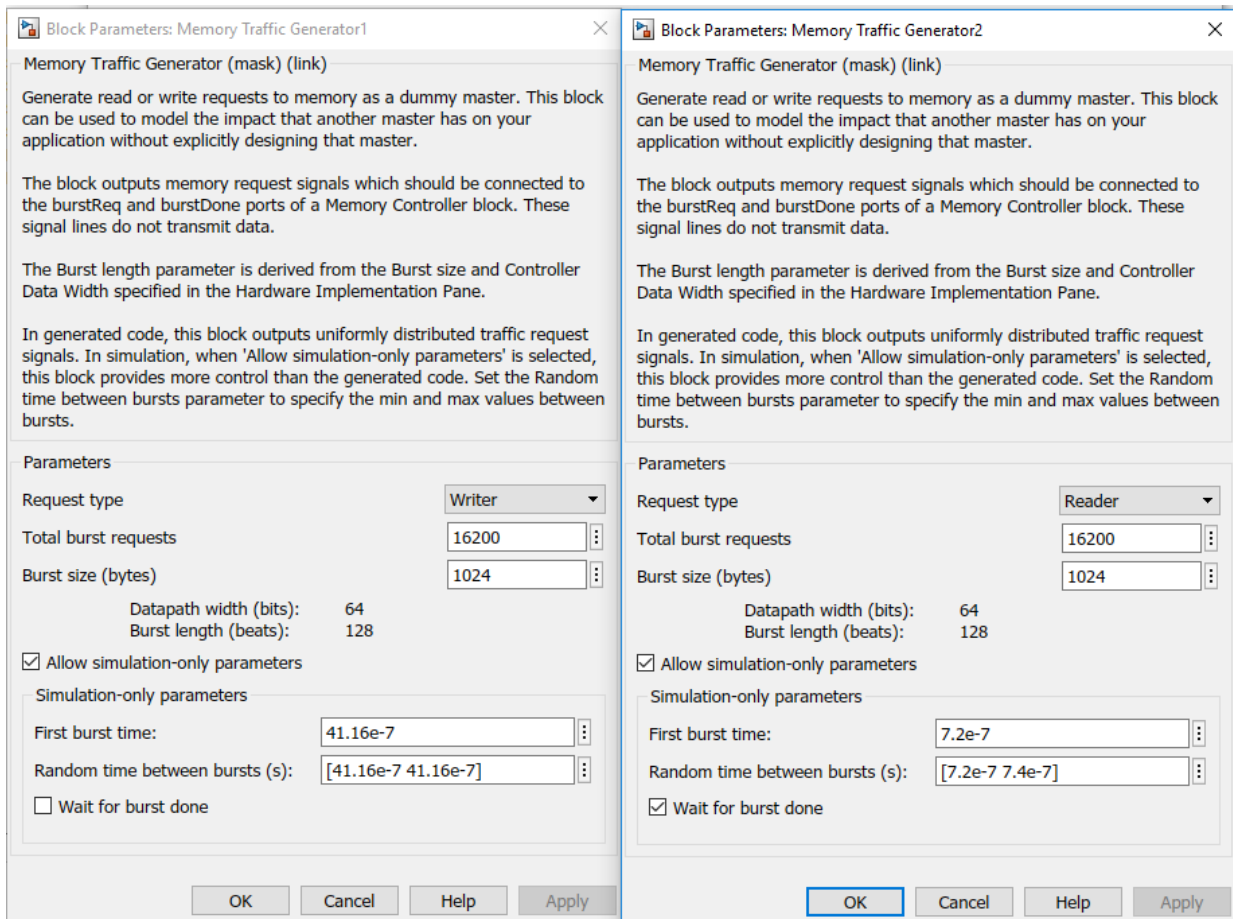 Block Parameters: Memory Traffic Generator1
Memory Traffic Generator (mask) (link)
Generate read or write requests to memory as a dummy master. This block
can be used to model the impact that another master has on your
application without explicitly designing that master.
The block outputs memory request signals which should be connected to
the burstReq and burstDone ports of a Memory Controller block. These
signal lines do not transmit data.
The Burst length parameter is derived from the Burst size and Controller
Data Width specified in the Hardware Implementation Pane.
In generated code, this block outputs uniformly distributed traffic request
signals. In simulation, when 'Allow simulation-only parameters' is selected,
this block provides more control than the generated code. Set the Random
time between bursts parameter to specify the min and max values between
bursts.
Parameters
Request type Writer
Total burst requests 16200
Burst size (bytes) 1024
Datapath width (bits): 64
Burst length (beats): 128
Allow simulation-only parameters
Simulation-only parameters
First burst time: 41.16e-7
Random time between bursts (s): [41.16e-7 41.16e-7]
Wait for burst done
OK Cancel Help Apply
Block Parameters: Memory Traffic Generator2
Memory Traffic Generator (mask) (link)
Generate read or write requests to memory as a dummy master. This block
can be used to model the impact that another master has on your
application without explicitly designing that master.
The block outputs memory request signals which should be connected to
the burstReq and burstDone ports of a Memory Controller block. These
signal lines do not transmit data.
The Burst length parameter is derived from the Burst size and Controller
Data Width specified in the Hardware Implementation Pane.
In generated code, this block outputs uniformly distributed traffic request
signals. In simulation, when 'Allow simulation-only parameters' is selected,
this block provides more control than the generated code. Set the Random
time between bursts parameter to specify the min and max values between
bursts.
Parameters
Request type Reader
Total burst requests 16200
Burst size (bytes) 1024
Datapath width (bits): 64
Burst length (beats): 128
Allow simulation-only parameters
Simulation-only parameters
First burst time: 7.2e-7
Random time between bursts (s): [7.2e-7 7.4e-7]
Wait for burst done
OK Cancel Help Apply